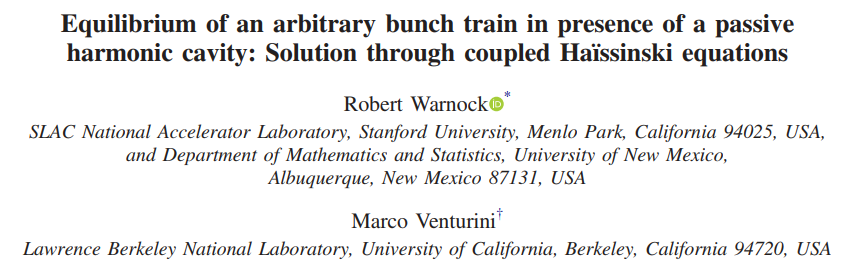 Equilibrium of an arbitrary bunch train in presence of a passive
harmonic cavity: Solution through coupled Haïssinski equations
Robert Warnock iD *
SLAC National Accelerator Laboratory, Stanford University, Menlo Park, California 94025, USA,
and Department of Mathematics and Statistics, University of New Mexico,
Albuquerque, New Mexico 87131, USA
Marco Venturini†
Lawrence Berkeley National Laboratory, University of California, Berkeley, California 94720, USA